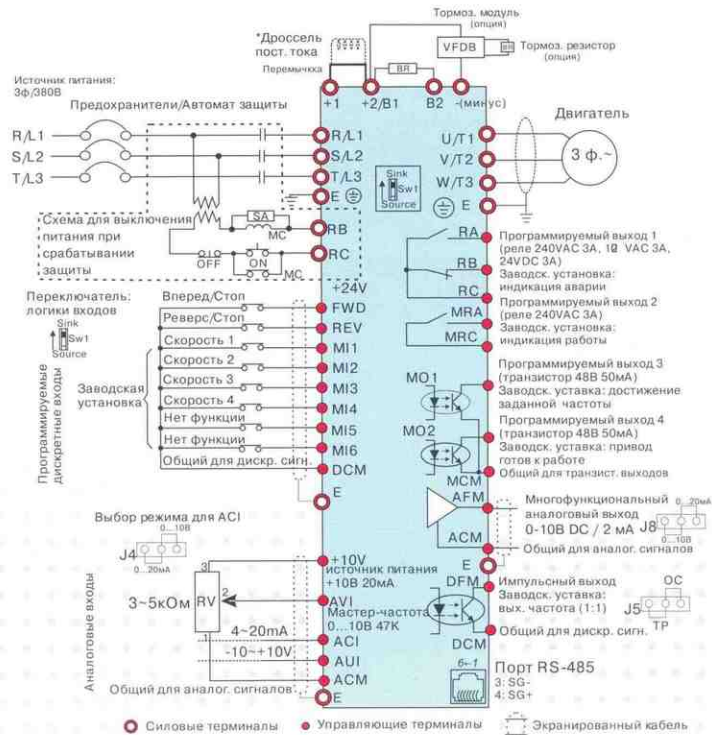 *Дроссель
пост. тока
Перемычкка
Тормоз. модуль
(опция)
VFDB
BR
Тормоз. резистор
(опция)
BR
Источник питания:
3ф/380В
Предохранители/Автомат защиты
+1
+2/B1
B2
-(минус)
Двигатель
R/L1
S/L2
T/L3
R/L1
S/L2
T/L3
E
Sink
Sw1
Source
U/T1
V/T2
W/T3
E
3 ф.~
Схема для выключения
питания при
срабатывании
защиты
SA
MC
OFF
ON
MC
RB
RC
RA
RB
RC
MRA
MRC
Программируемый выход 1
(реле 240VAC 3A, 12 VAC 3A,
24VDC 3A)
Заводск. установка:
индикация аварии
Программируемый выход 2
(реле 240VAC 3A)
Заводск. установка:
индикация работы
Переключатель:
логики входов
Sink
Sw1
Source
Программируемые
дискретные входы
Заводская
установка
+24V
Вперед/Стоп
FWD
Реверс/Стоп
REV
Скорость 1
MI1
Скорость 2
MI2
Скорость 3
MI3
Скорость 4
MI4
Нет функции
MI5
Нет функции
MI6
Общий для дискр. сигн.
DCM
E
MO1
Программируемый выход 3
(транзистор 48В 50мА)
Заводск. уставка: достижение
заданной частоты
MO2
Программируемый выход 4
(транзистор 48В 50мА)
Заводск. уставка: привод
готов к работе
MCM
Общий для транзист. выходов
AFM
Многофункциональный
аналоговый выход
0-10В DC / 2 мА
J8
0...20мА
0...10В
ACM
Общий для аналог. сигналов
E
Выбор режима для ACI
J4
0...10В
0...20мА
Аналоговые входы
3
+10V
источник питания
+10В 20мА
3~5кОм
RV
2
AVI
Мастер-частота
0...10В 47К
1
4~20mA
ACI
-10~+10V
AUI
ACM
Общий для аналог. сигналов
E
DFM
Импульсный выход
Заводск. уставка:
вых. частота (1:1)
J5
OC
TP
DCM
Общий для дискр. сигн.
6←1
Порт RS-485
3: SG-
4: SG+
Силовые терминалы
Управляющие терминалы
Экранированный кабель